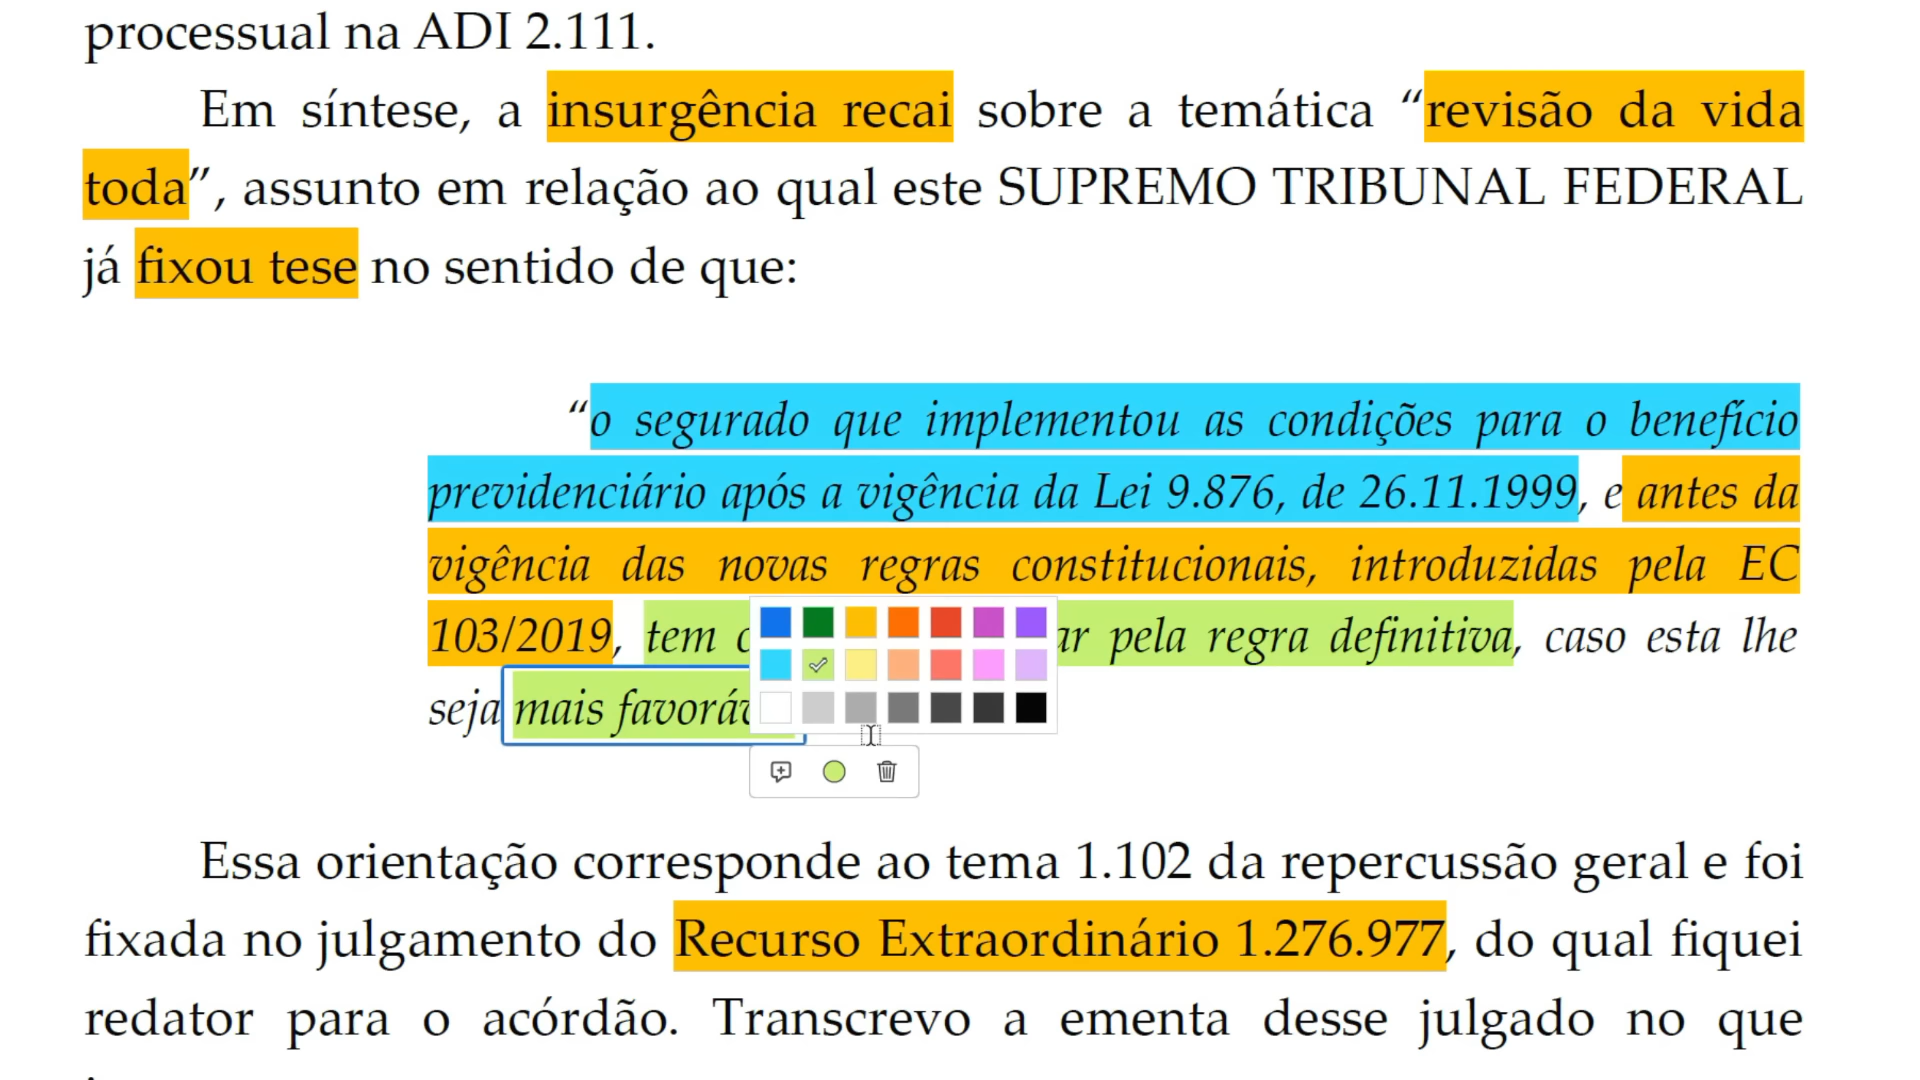 processual na ADI 2.111.
Em síntese, a insurgência recai sobre a temática “revisão da vida
toda”, assunto em relação ao qual este SUPREMO TRIBUNAL FEDERAL
já fixou tese no sentido de que:
“o segurado que implementou as condições para o benefício
previdenciário após a vigência da Lei 9.876, de 26.11.1999, e antes da
vigência das novas regras constitucionais, introduzidas pela EC
103/2019, tem pela regra definitiva, caso esta lhe
seja mais
Essa orientação corresponde ao tema 1.102 da repercussão geral e foi
fixada no julgamento do Recurso Extraordinário 1.276.977, do qual fiquei
redator para o acórdão. Transcrevo a ementa desse julgado no que